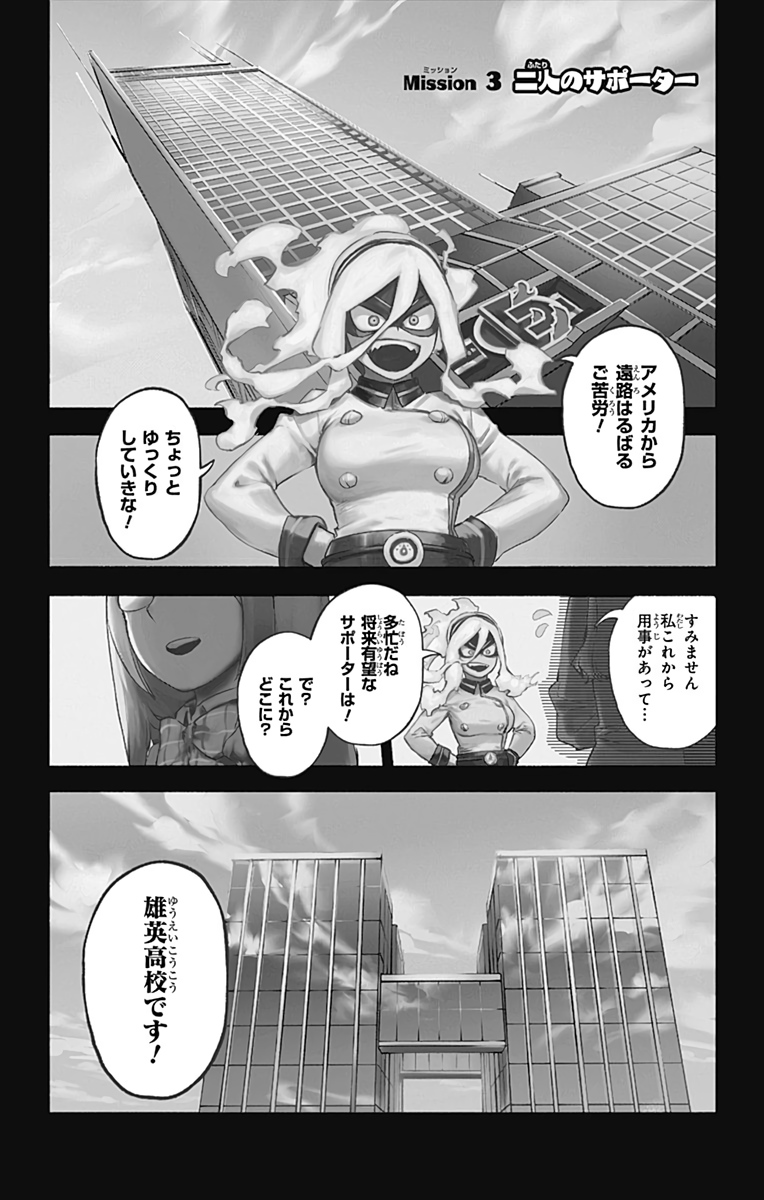 Mission 3 二人のサポーター
アメリカから
遠路はるばる
ご苦労！
ちょっと
ゆっくり
していきな！
すみません
私これから
用事があって…
多忙だね
将来有望な
サポーターは！
で？
これから
どこに？
雄英高校です！